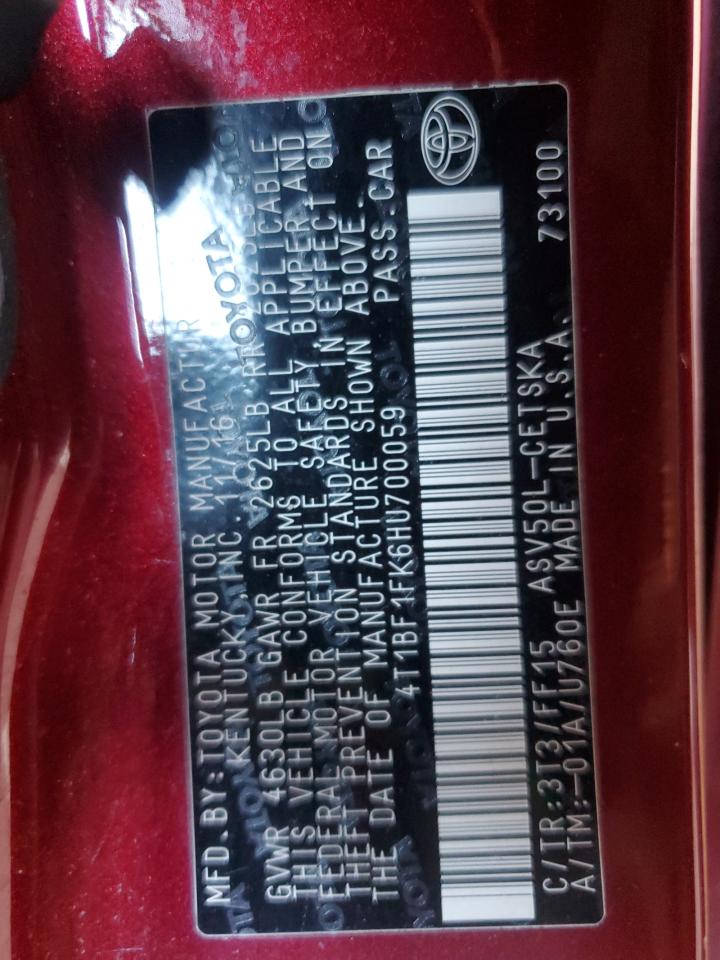 MFD.BY:TOYOTA MOTOR MANUFACTUR
KENTUCKY, INC. 11/16
GVWR 4630LB GAWR FR 2625LB RR
THIS VEHICLE CONFORMS TO ALL APPLICABLE
FEDERAL MOTOR VEHICLE SAFETY, BUMPER AND
THEFT PREVENTION STANDARDS IN EFFECT ON
THE DATE OF MANUFACTURE SHOWN ABOVE.
4T1BF1FK6HU700059 PASS.CAR
C/TR:3T3/FF15 ASV50L-CETSKA 73100
A/TM:-01A/U760E MADE IN U.S.A.